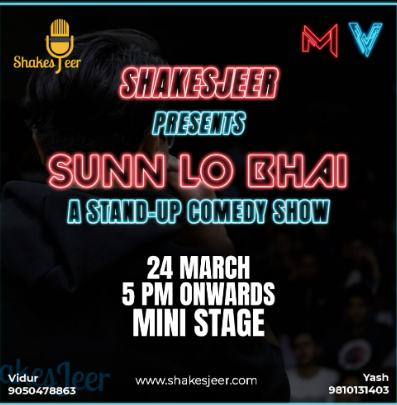 ShakesJeer
M V
SHAKESJEER
PRESENTS
SUNN LO BHAI
A STAND-UP COMEDY SHOW
24 MARCH
5 PM ONWARDS
MINI STAGE
akesJeer
Vidur
9050478863
www.shakesjeer.com
Yash
9810131403